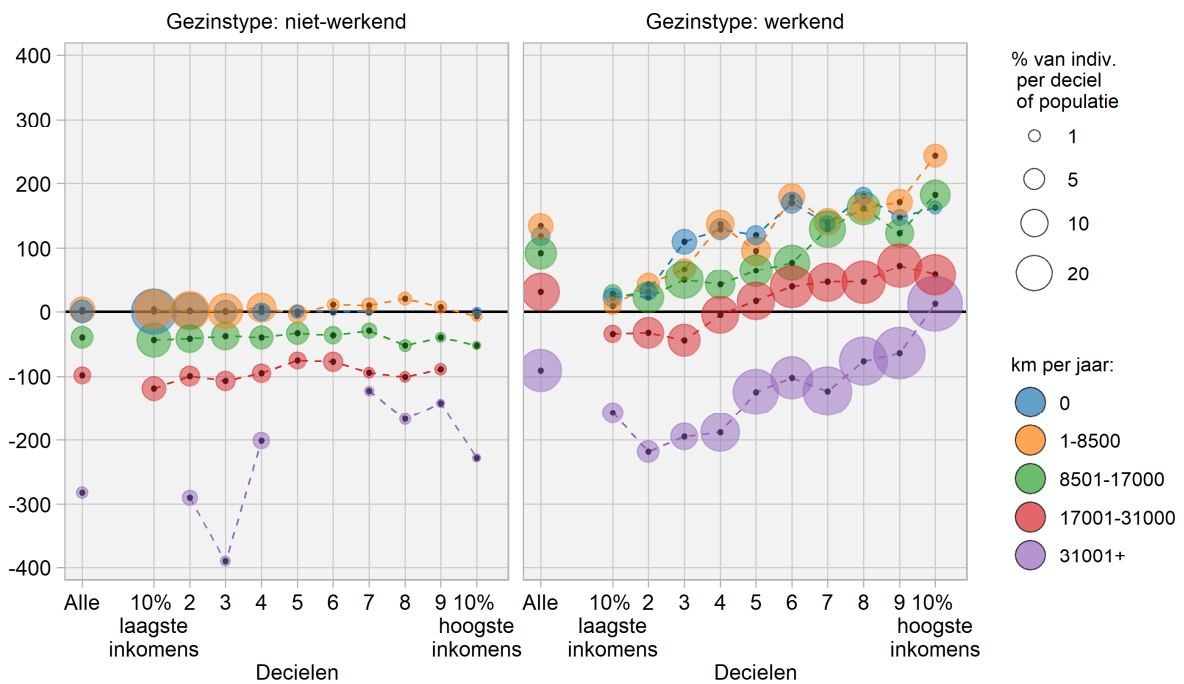 Gezinstype: niet-werkend
Gezinstype: werkend
400
300
200
100
0
-100
-200
-300
-400
Alle 10% 2 3 4 5 6 7 8 9 10%
laagste hoogste
inkomens inkomens
Decielen
Alle 10% 2 3 4 5 6 7 8 9 10%
laagste hoogste
inkomens inkomens
Decielen
% van indiv.
per deciel
of populatie
1
5
10
20
km per jaar:
0
1-8500
8501-17000
17001-31000
31001+